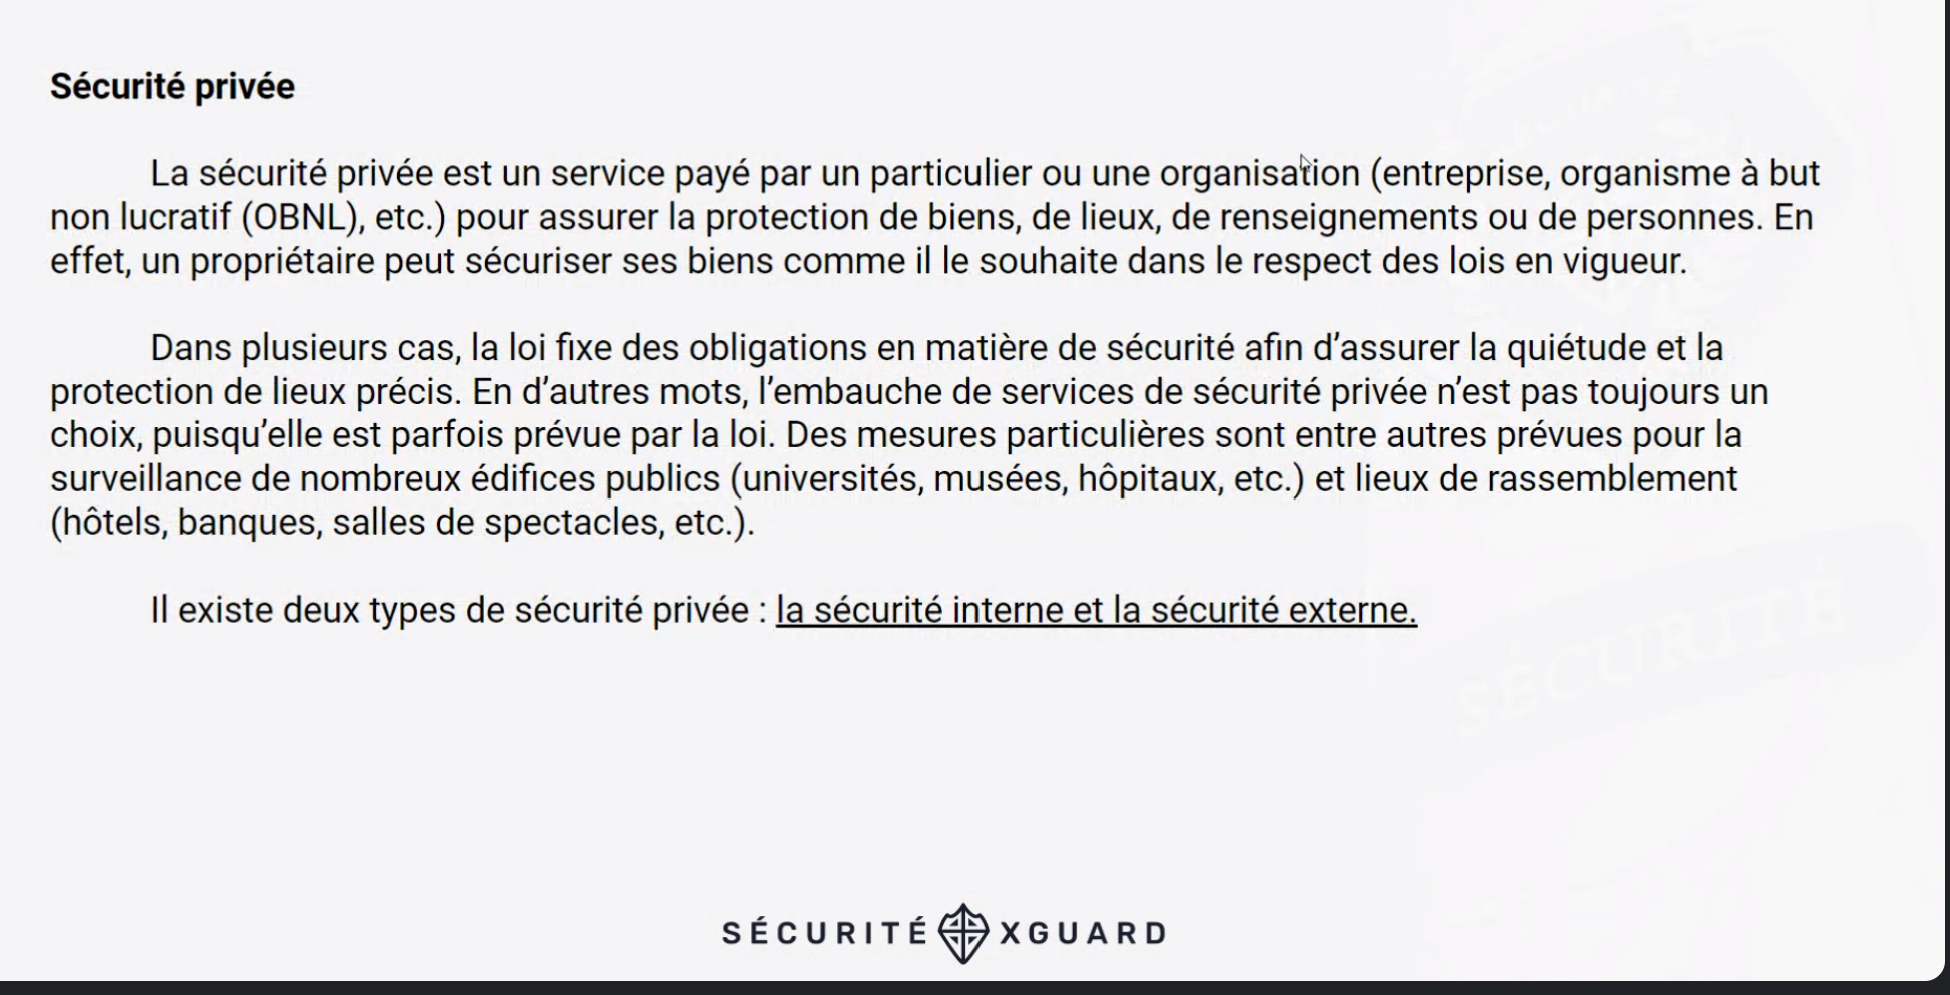 Sécurité privée
La sécurité privée est un service payé par un particulier ou une organisation (entreprise, organisme à but
non lucratif (OBNL), etc.) pour assurer la protection de biens, de lieux, de renseignements ou de personnes. En
effet, un propriétaire peut sécuriser ses biens comme il le souhaite dans le respect des lois en vigueur.
Dans plusieurs cas, la loi fixe des obligations en matière de sécurité afin d’assurer la quiétude et la
protection de lieux précis. En d’autres mots, l’embauche de services de sécurité privée n’est pas toujours un
choix, puisqu’elle est parfois prévue par la loi. Des mesures particulières sont entre autres prévues pour la
surveillance de nombreux édifices publics (universités, musées, hôpitaux, etc.) et lieux de rassemblement
(hôtels, banques, salles de spectacles, etc.).
Il existe deux types de sécurité privée : la sécurité interne et la sécurité externe.
SÉCURITÉ
SÉCURITÉ XGUARD